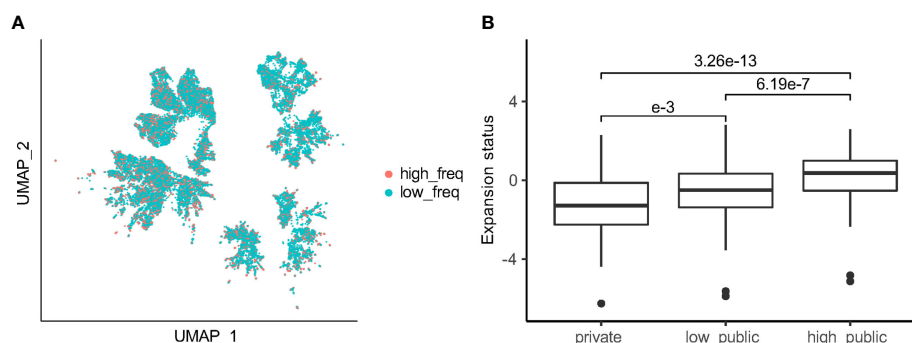 A
UMAP_2
UMAP_1
high_freq
low_freq
B
Expansion status
4
0
-4
3.26e-13
6.19e-7
e-3
private
low_public
high_public